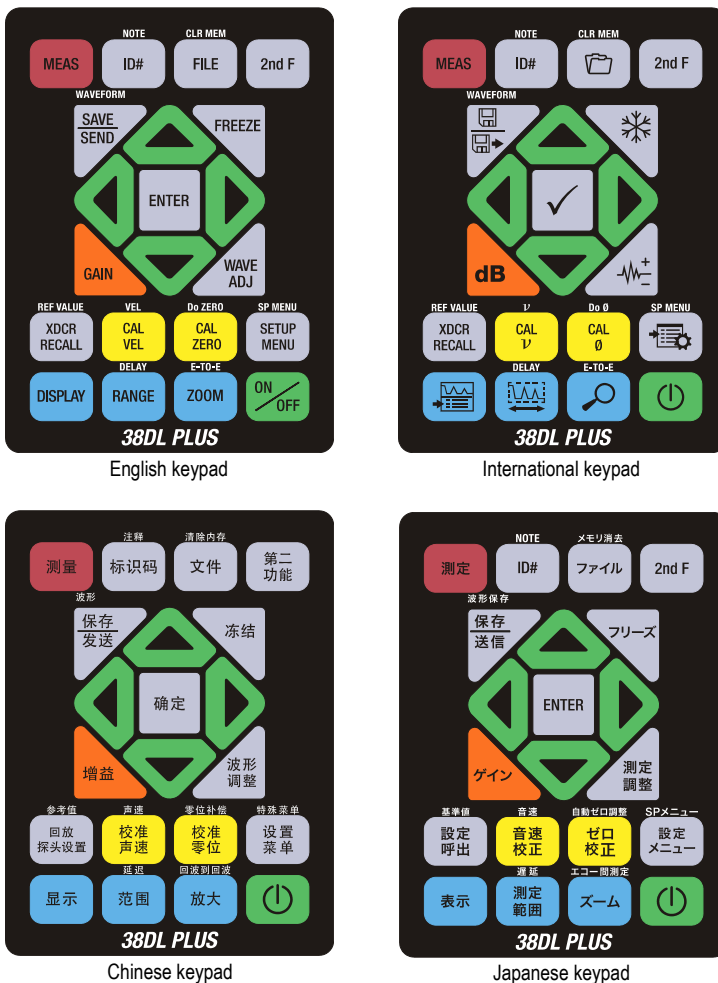 NOTE CLR MEM
MEAS ID# FILE 2nd F
WAVEFORM
SAVE
SEND
FREEZE
ENTER
GAIN
WAVE
ADJ
REF VALUE VEL Do ZERO SP MENU
XDCR
RECALL
CAL
VEL
CAL
ZERO
SETUP
MENU
DELAY E-TO-E
DISPLAY RANGE ZOOM ON/OFF
38DL PLUS
English keypad
NOTE CLR MEM
MEAS ID# 2nd F
WAVEFORM
dB
+
−
REF VALUE ν Do Ø SP MENU
XDCR
RECALL
CAL
ν
CAL
Ø
DELAY E-TO-E
38DL PLUS
International keypad
注释 清除内存
测量 标识码 文件 第二
功能
波形
保存
发送
冻结
确定
增益
波形
调整
参考值 声速 零位补偿 特殊菜单
回放
探头设置
校准
声速
校准
零位
设置
菜单
延迟 回波到回波
显示 范围 放大
38DL PLUS
Chinese keypad
NOTE メモリ消去
測定 ID# ファイル 2nd F
波形保存
保存
送信
フリーズ
ENTER
ゲイン
測定
調整
基準値 音速 自動ゼロ調整 SPメニュー
設定
呼出
音速
校正
ゼロ
校正
設定
メニュー
遅延 エコー間測定
表示 測定
範囲
ズーム
38DL PLUS
Japanese keypad